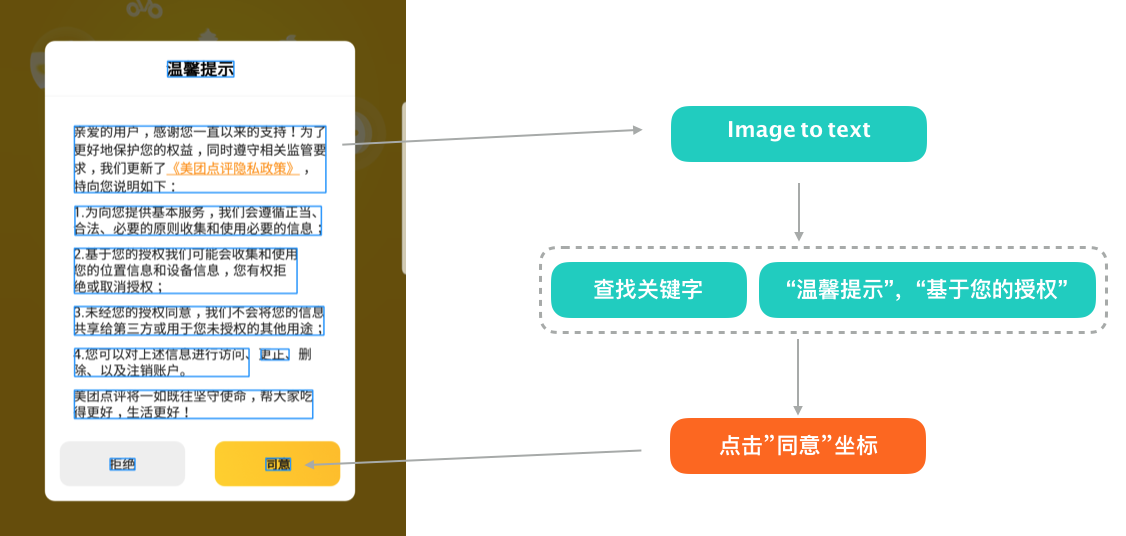 温馨提示
亲爱的用户，感谢您一直以来的支持！为了
更好地保护您的权益，同时遵守相关监管要
求，我们更新了《美团点评隐私政策》，
特向您说明如下：
1.为向您提供基本服务，我们会遵循正当、
合法、必要的原则收集和使用必要的信息；
2.基于您的授权我们可能会收集和使用
您的位置信息和设备信息，您有权拒
绝或取消授权；
3.未经您的授权同意，我们不会将您的信息
共享给第三方或用于您未授权的其他用途；
4.您可以对上述信息进行访问、更正、删
除、以及注销账户。
美团点评将一如既往坚守使命，帮大家吃
得更好，生活更好！
拒绝
同意
Image to text
查找关键字
“温馨提示”，“基于您的授权”
点击”同意”坐标